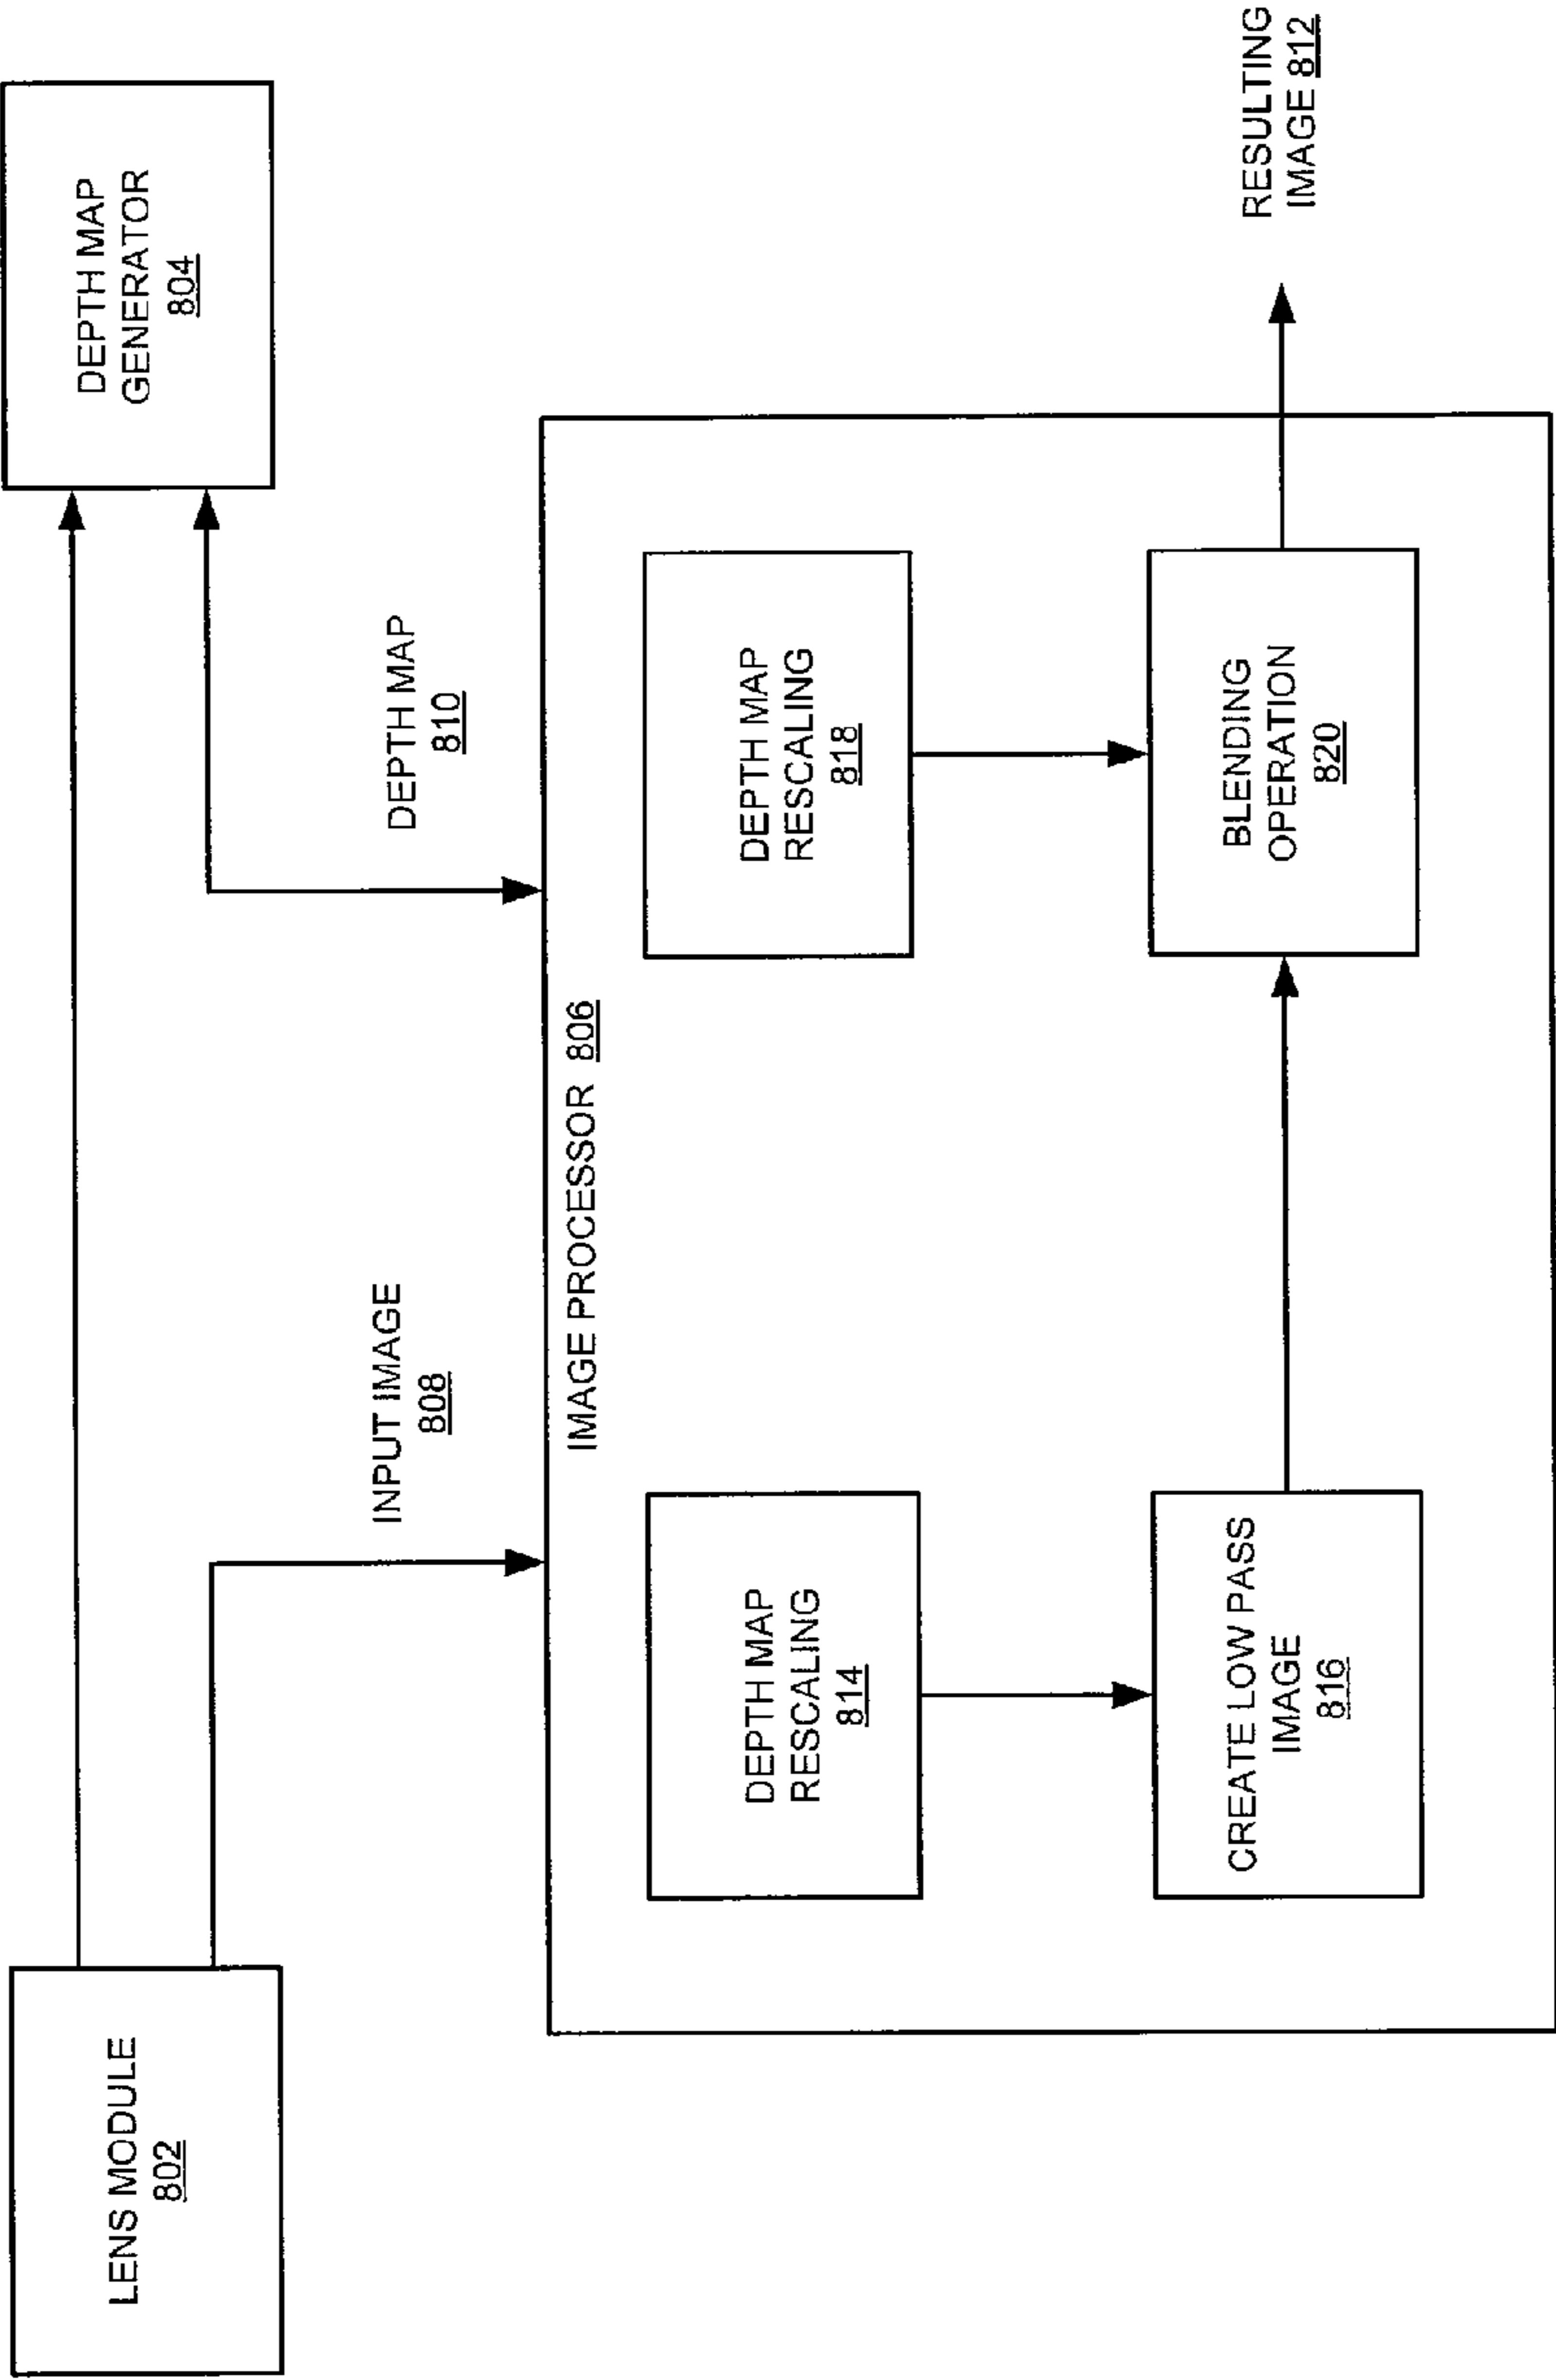 LENS MODULE
802
DEPTH MAP
GENERATOR
804
INPUT IMAGE
808
DEPTH MAP
810
IMAGE PROCESSOR 806
DEPTH MAP
RESCALING
814
DEPTH MAP
RESCALING
818
CREATE LOW PASS
IMAGE
816
BLENDING
OPERATION
820
RESULTING
IMAGE 812